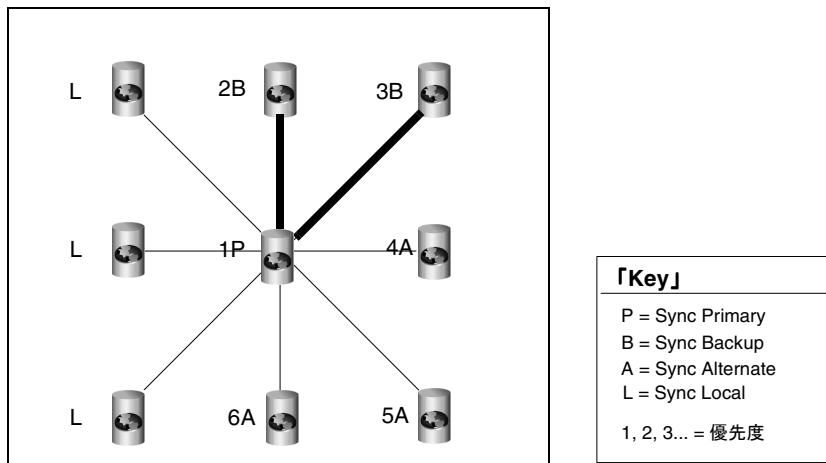 L
2B
3B
L
1P
4A
L
6A
5A
「Key」
P = Sync Primary
B = Sync Backup
A = Sync Alternate
L = Sync Local
1, 2, 3... = 優先度